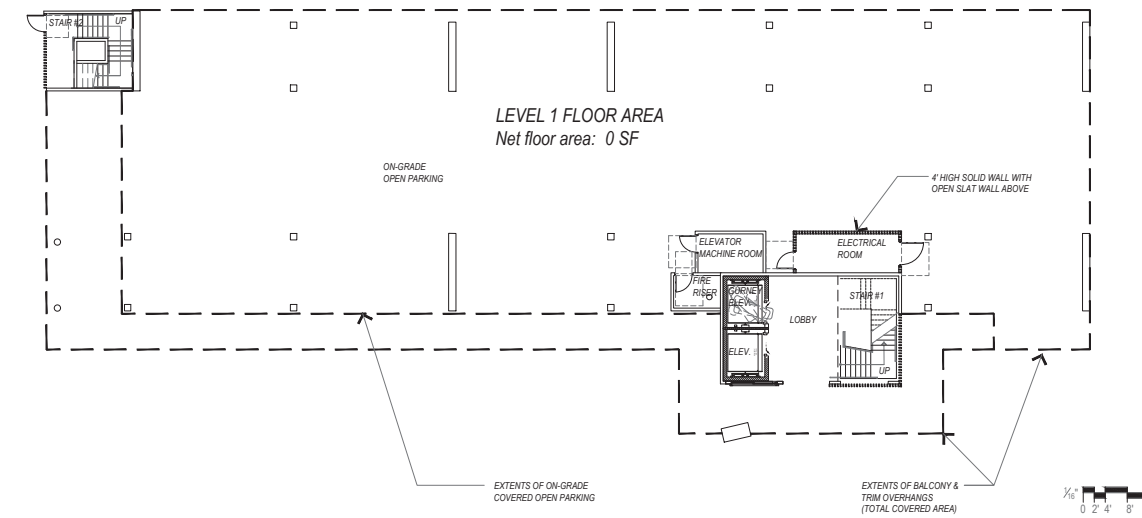 STAIR #2
UP
LEVEL 1 FLOOR AREA
Net floor area: 0 SF
ON-GRADE
OPEN PARKING
4' HIGH SOLID WALL WITH
OPEN SLAT WALL ABOVE
ELEVATOR
MACHINE ROOM
ELECTRICAL
ROOM
FIRE
RISER
GURNEY
ELEV.
STAIR #1
LOBBY
ELEV.
UP
EXTENTS OF ON-GRADE
COVERED OPEN PARKING
EXTENTS OF BALCONY &
TRIM OVERHANGS
(TOTAL COVERED AREA)
1/16"
0 2' 4' 8'